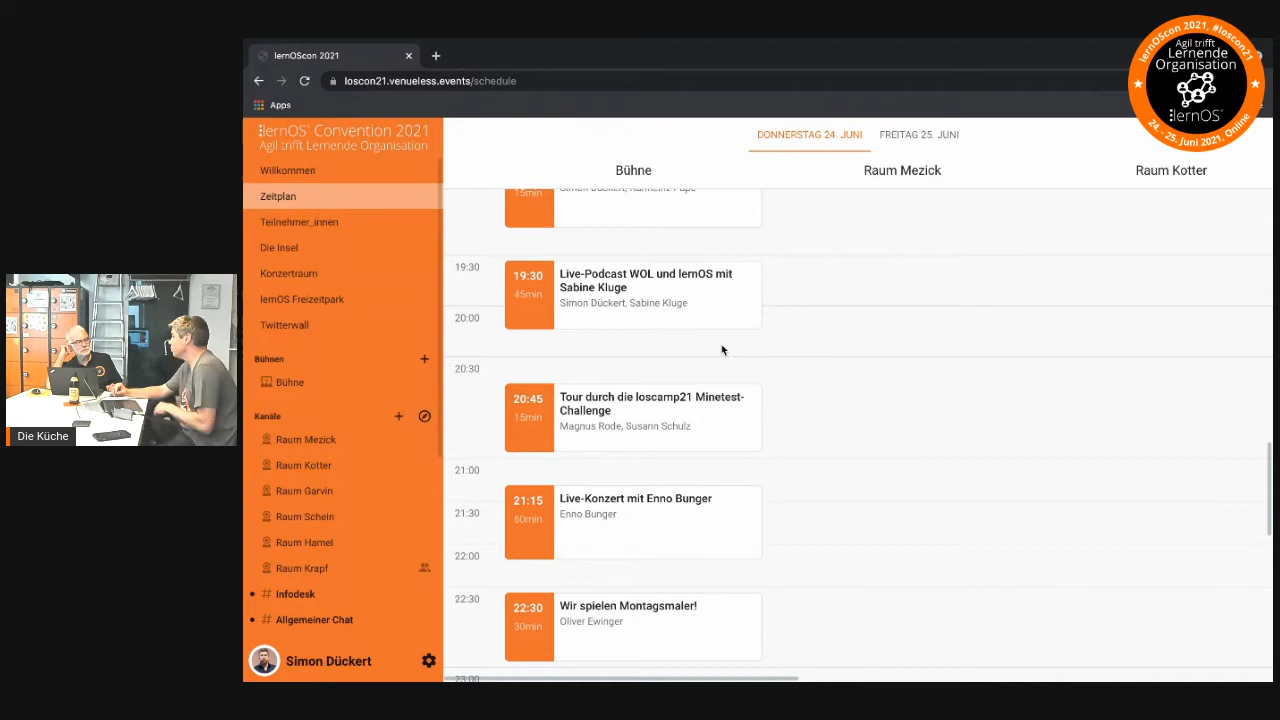 lernOScon 2021
loscon21.venueless.events/schedule
Apps
lernOScon 2021, #loscon21
Agil trifft
Lernende
Organisation
lernOS®
24. - 25. Juni 2021, Online
lernOS® Convention 2021
Agil trifft Lernende Organisation
Willkommen
Zeitplan
Teilnehmer_innen
Die Insel
Konzertraum
lernOS Freizeitpark
Twitterwall
Bühnen
Bühne
Kanäle
Raum Mezick
Raum Kotter
Raum Garvin
Raum Schein
Raum Hamel
Raum Krapf
# Infodesk
# Allgemeiner Chat
Simon Dückert
DONNERSTAG 24. JUNI
FREITAG 25. JUNI
Bühne
Raum Mezick
Raum Kotter
15min
19:30
19:30
45min
Live-Podcast WOL und lernOS mit
Sabine Kluge
Simon Dückert, Sabine Kluge
20:00
20:30
20:45
15min
Tour durch die loscamp21 Minetest-
Challenge
Magnus Rode, Susann Schulz
21:00
21:15
60min
Live-Konzert mit Enno Bunger
Enno Bunger
21:30
22:00
22:30
22:30
30min
Wir spielen Montagsmaler!
Oliver Ewinger
23:00
Die Küche